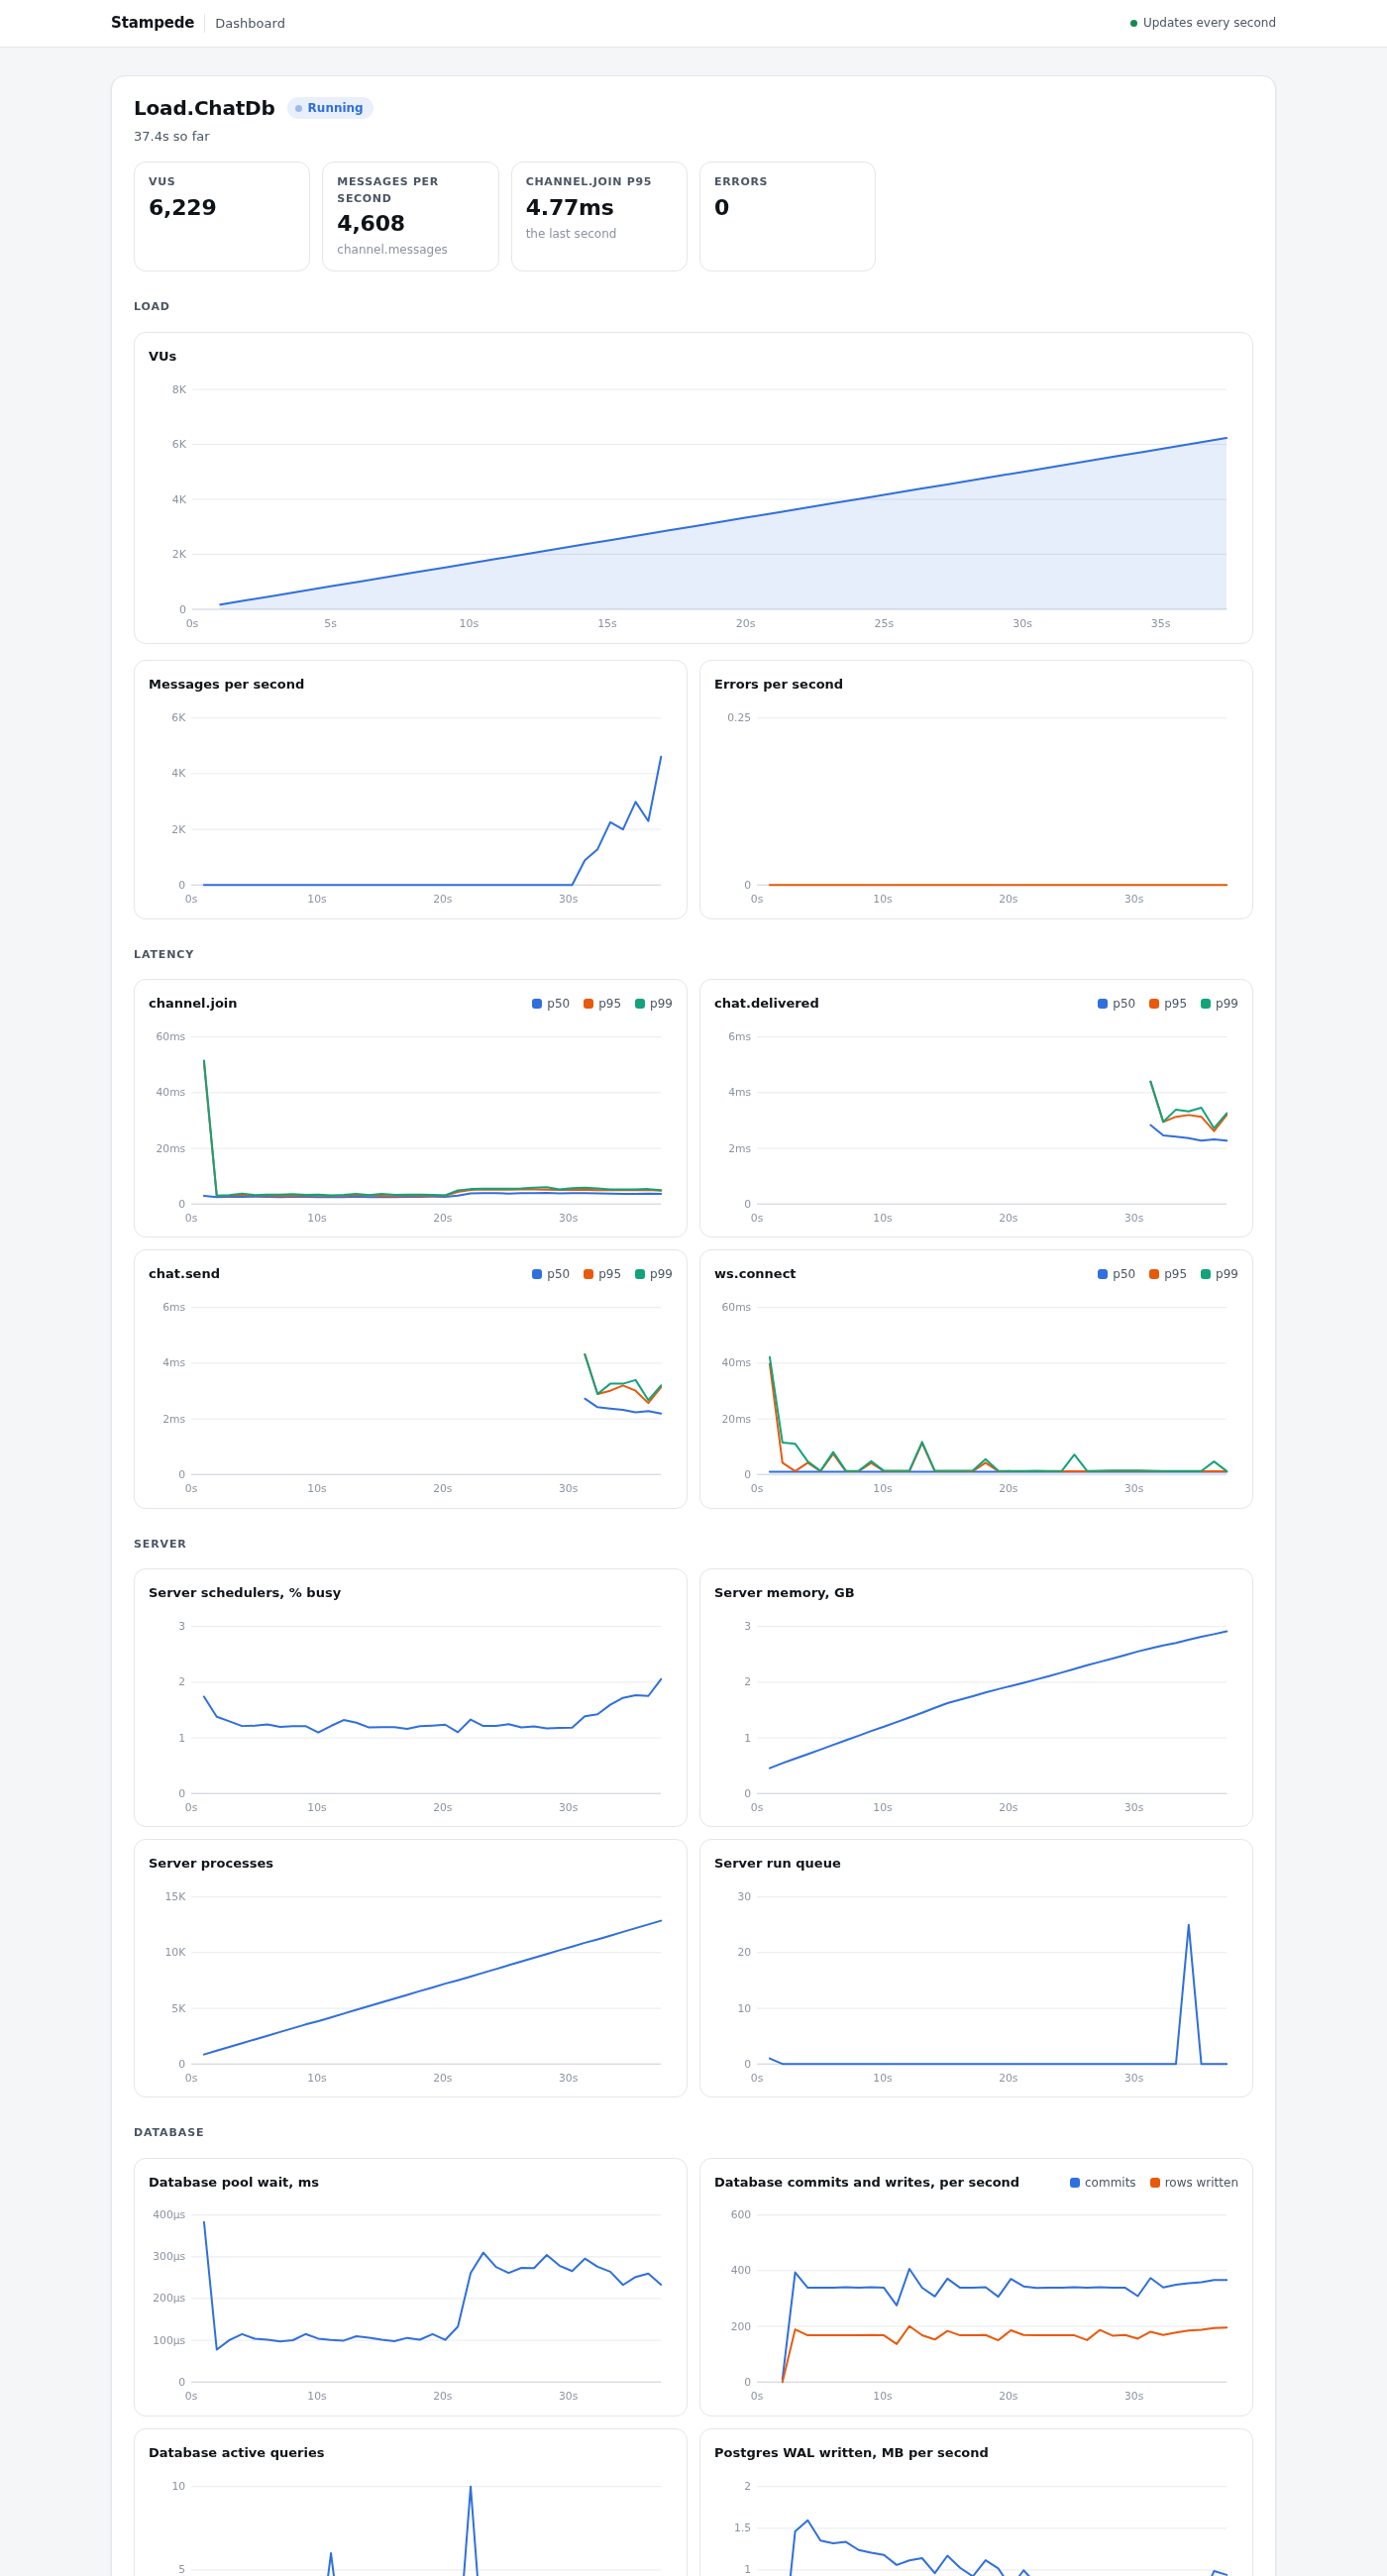 Stampede Dashboard Updates every second
Load.ChatDb Running
37.4s so far
VUS
6,229
MESSAGES PER SECOND
4,608
channel.messages
CHANNEL.JOIN P95
4.77ms
the last second
ERRORS
0
LOAD
VUs
8K
6K
4K
2K
0
0s 5s 10s 15s 20s 25s 30s 35s
Messages per second
6K
4K
2K
0
0s 10s 20s 30s
Errors per second
0.25
0
0s 10s 20s 30s
LATENCY
channel.join p50 p95 p99
60ms
40ms
20ms
0
0s 10s 20s 30s
chat.delivered p50 p95 p99
6ms
4ms
2ms
0
0s 10s 20s 30s
chat.send p50 p95 p99
6ms
4ms
2ms
0
0s 10s 20s 30s
ws.connect p50 p95 p99
60ms
40ms
20ms
0
0s 10s 20s 30s
SERVER
Server schedulers, % busy
3
2
1
0
0s 10s 20s 30s
Server memory, GB
3
2
1
0
0s 10s 20s 30s
Server processes
15K
10K
5K
0
0s 10s 20s 30s
Server run queue
30
20
10
0
0s 10s 20s 30s
DATABASE
Database pool wait, ms
400µs
300µs
200µs
100µs
0
0s 10s 20s 30s
Database commits and writes, per second commits rows written
600
400
200
0
0s 10s 20s 30s
Database active queries
10
5
Postgres WAL written, MB per second
2
1.5
1